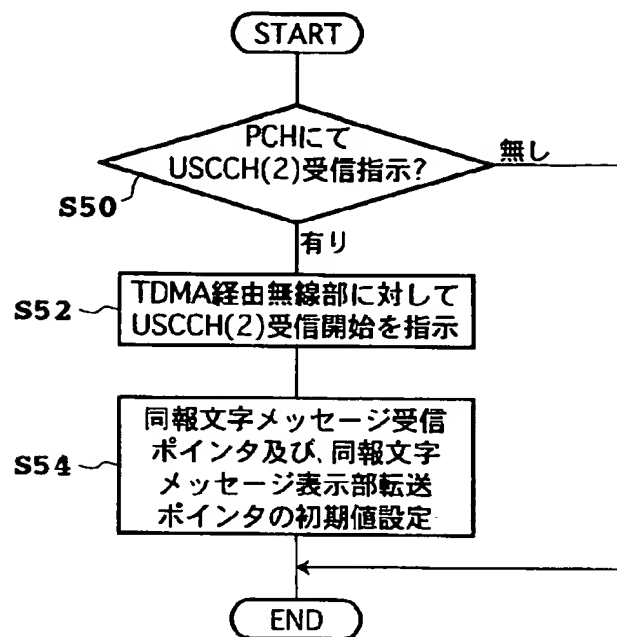 START
PCHにて
USCCH(2)受信指示?
無し
S50
有り
TDMA経由無線部に対して
USCCH(2)受信開始を指示
S52
同報文字メッセージ受信
ポインタ及び、同報文字
メッセージ表示部転送
ポインタの初期値設定
S54
END